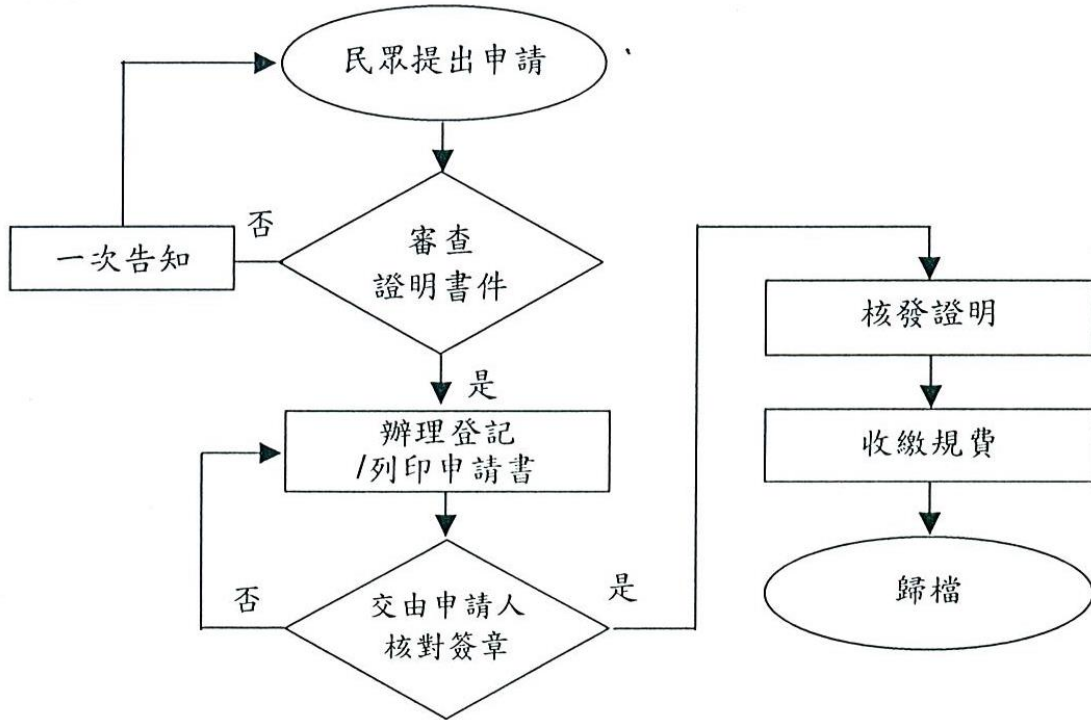 民眾提出申請
、
否
一次告知
審查
證明書件
是
辦理登記
/列印申請書
否
交由申請人
核對簽章
是
核發證明
收繳規費
歸檔